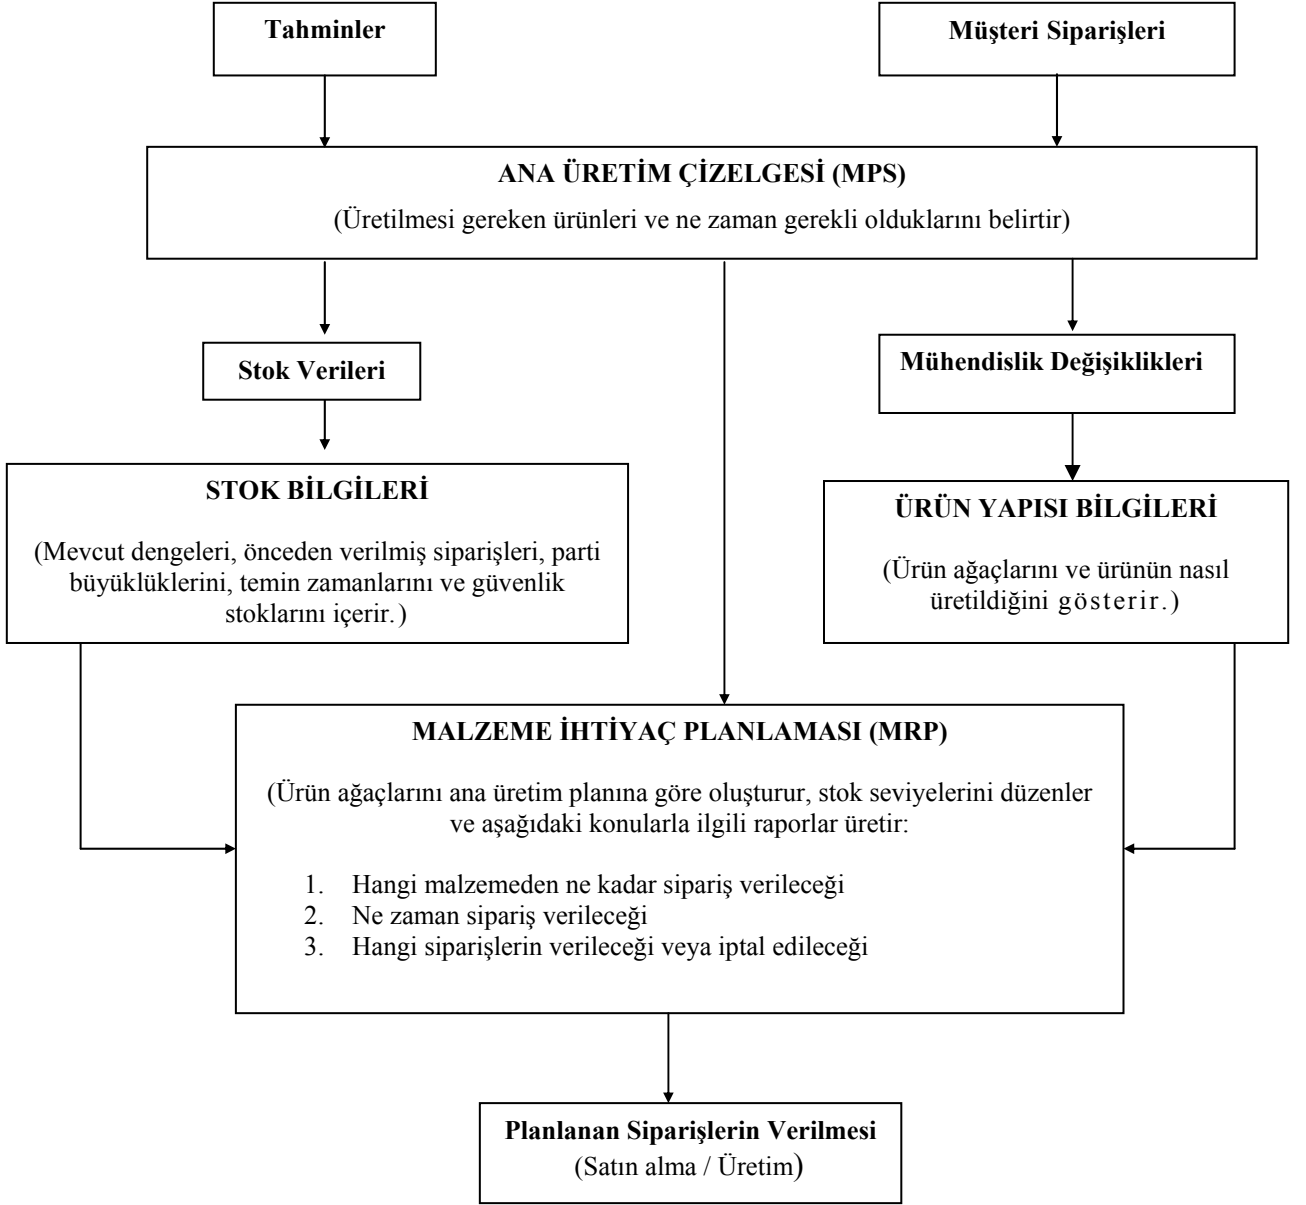 Tahminler
Müşteri Siparişleri
ANA ÜRETİM ÇİZELGESİ (MPS)
(Üretilmesi gereken ürünleri ve ne zaman gerekli olduklarını belirtir)
Stok Verileri
Mühendislik Değişiklikleri
STOK BİLGİLERİ
(Mevcut dengeleri, önceden verilmiş siparişleri, parti
büyüklüklerini, temin zamanlarını ve güvenlik
stoklarını içerir.)
ÜRÜN YAPISI BİLGİLERİ
(Ürün ağaçlarını ve ürünün nasıl
üretildiğini gösterir.)
MALZEME İHTİYAÇ PLANLAMASI (MRP)
(Ürün ağaçlarını ana üretim planına göre oluşturur, stok seviyelerini düzenler
ve aşağıdaki konularla ilgili raporlar üretir:
1. Hangi malzemeden ne kadar sipariş verileceği
2. Ne zaman sipariş verileceği
3. Hangi siparişlerin verileceği veya iptal edileceği
Planlanan Siparişlerin Verilmesi
(Satın alma / Üretim)